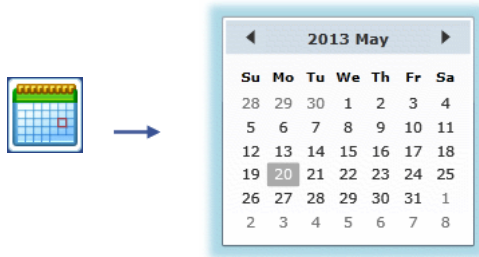 2013 May
Su Mo Tu We Th Fr Sa
28 29 30 1 2 3 4
5 6 7 8 9 10 11
12 13 14 15 16 17 18
19 20 21 22 23 24 25
26 27 28 29 30 31 1
2 3 4 5 6 7 8